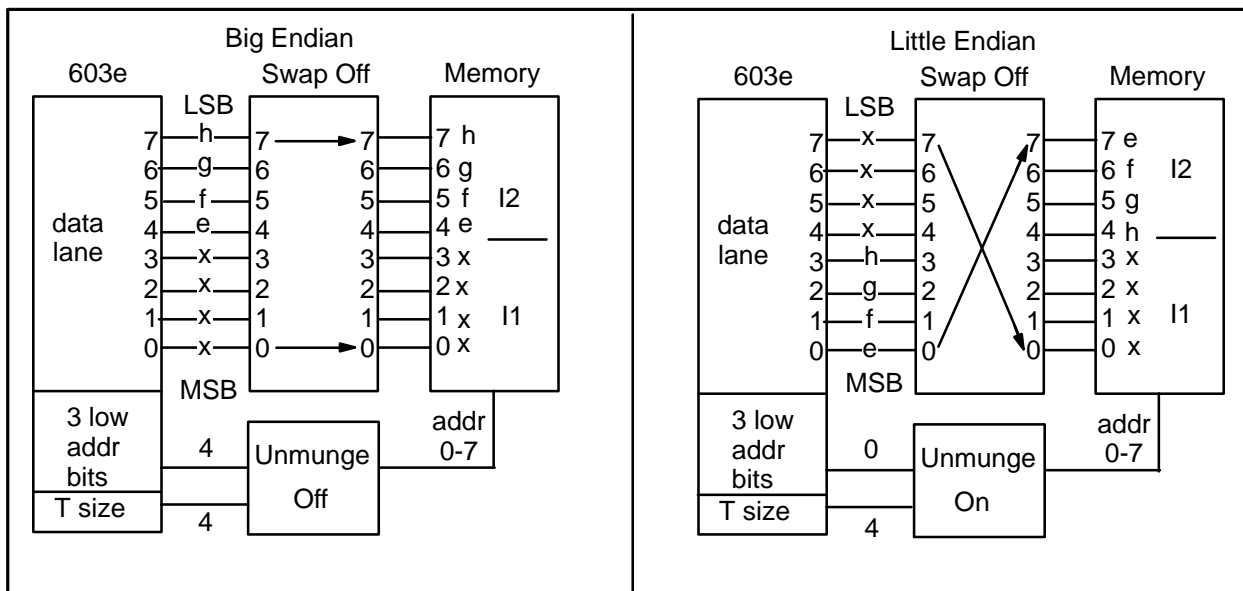 Big Endian
603e
Swap Off
Memory
LSB
7 h 7 7 7 h
6 g 6 6 6 g
5 f 5 5 5 f I2
data 4 e 4 4 4 e
lane 3 x 3 3 3 x
2 x 2 2 2 x
1 x 1 1 1 x I1
0 x 0 0 0 x
MSB
3 low
addr
bits
4
Unmunge
Off
addr
0-7
T size
4
Little Endian
603e
Swap Off
Memory
LSB
7 x 7 7 7 e
6 x 6 6 6 f I2
5 x 5 5 5 g
data 4 x 4 4 4 h
lane 3 h 3 3 3 x
2 g 2 2 2 x
1 f 1 1 1 x I1
0 e 0 0 0 x
MSB
3 low
addr
bits
0
Unmunge
On
addr
0-7
T size
4